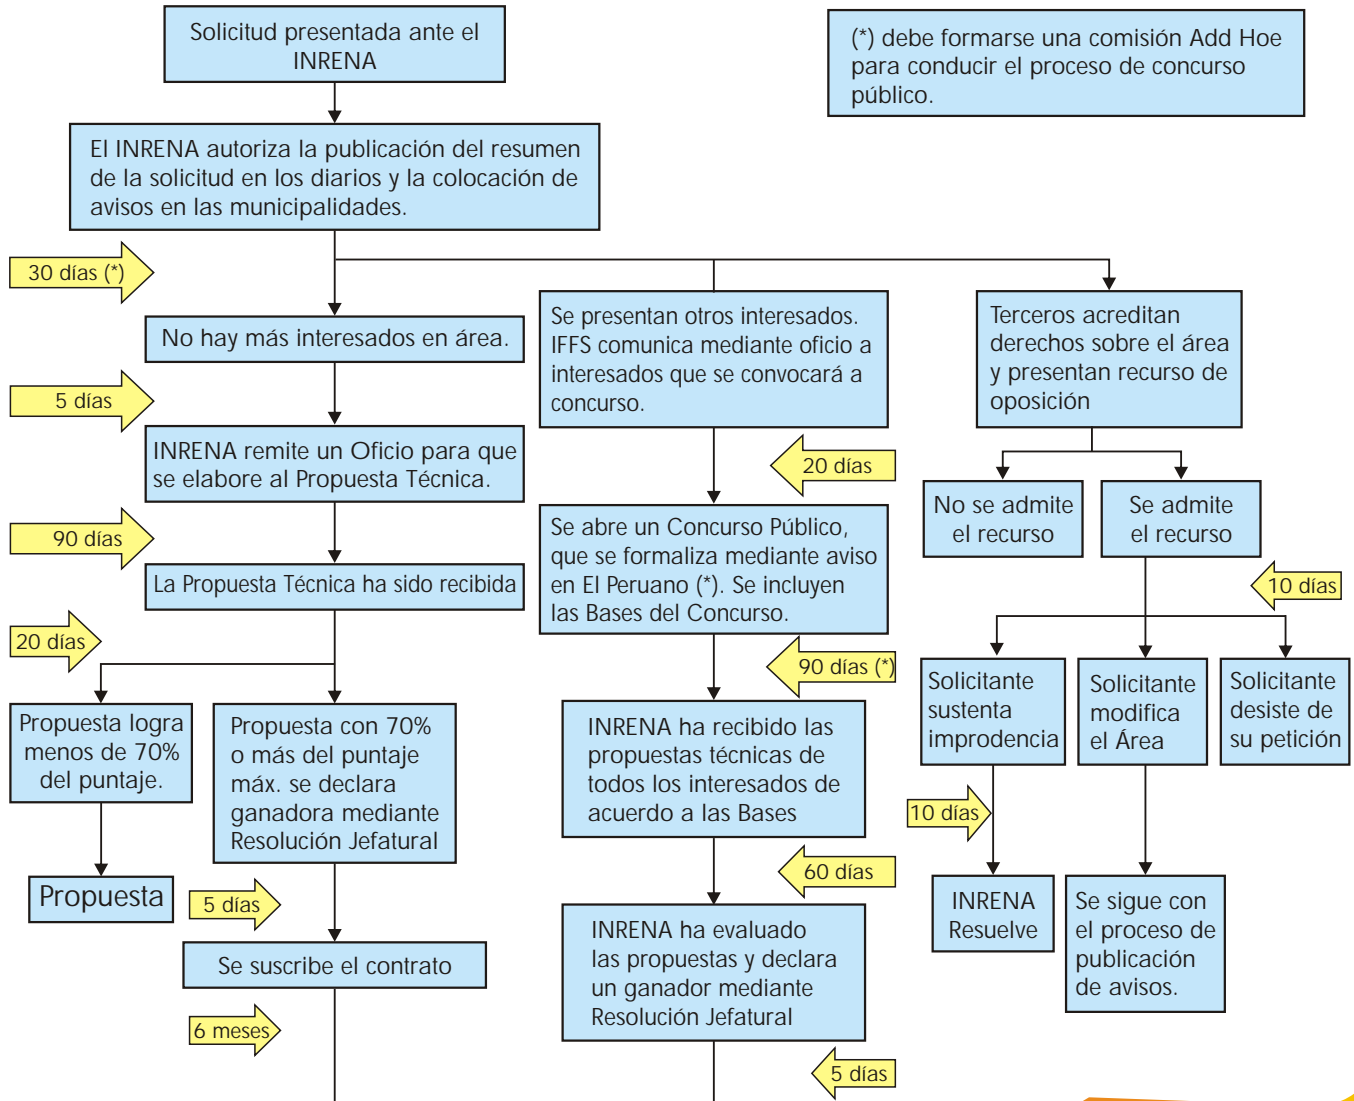 Solicitud presentada ante el
INRENA
(*) debe formarse una comisión Add Hoe
para conducir el proceso de concurso
público.
El INRENA autoriza la publicación del resumen
de la solicitud en los diarios y la colocación de
avisos en las municipalidades.
30 días (*)
No hay más interesados en área.
5 días
INRENA remite un Oficio para que
se elabore al Propuesta Técnica.
90 días
La Propuesta Técnica ha sido recibida
20 días
Propuesta logra
menos de 70%
del puntaje.
Propuesta
Propuesta con 70%
o más del puntaje
máx. se declara
ganadora mediante
Resolución Jefatural
5 días
Se suscribe el contrato
6 meses
Se presentan otros interesados.
IFFS comunica mediante oficio a
interesados que se convocará a
concurso.
20 días
Se abre un Concurso Público,
que se formaliza mediante aviso
en El Peruano (*). Se incluyen
las Bases del Concurso.
90 días (*)
INRENA ha recibido las
propuestas técnicas de
todos los interesados de
acuerdo a las Bases
60 días
INRENA ha evaluado
las propuestas y declara
un ganador mediante
Resolución Jefatural
5 días
Terceros acreditan
derechos sobre el área
y presentan recurso de
oposición
No se admite
el recurso
Se admite
el recurso
10 días
Solicitante
sustenta
improdencia
Solicitante
modifica
el Área
Solicitante
desiste de
su petición
10 días
INRENA
Resuelve
Se sigue con
el proceso de
publicación
de avisos.